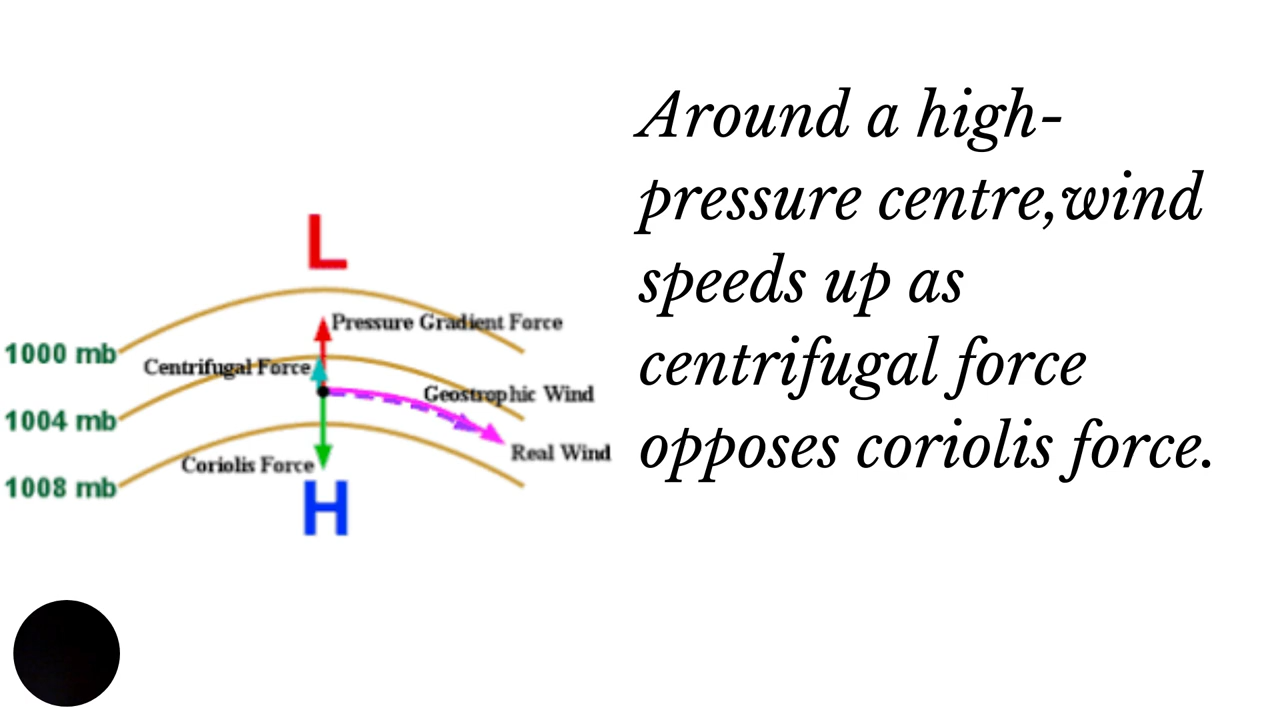 L
Pressure Gradient Force
1000 mb
Centrifugal Force
Geostrophic Wind
1004 mb
Real Wind
Coriolis Force
1008 mb
H
Around a high-
pressure centre,wind
speeds up as
centrifugal force
opposes coriolis force.